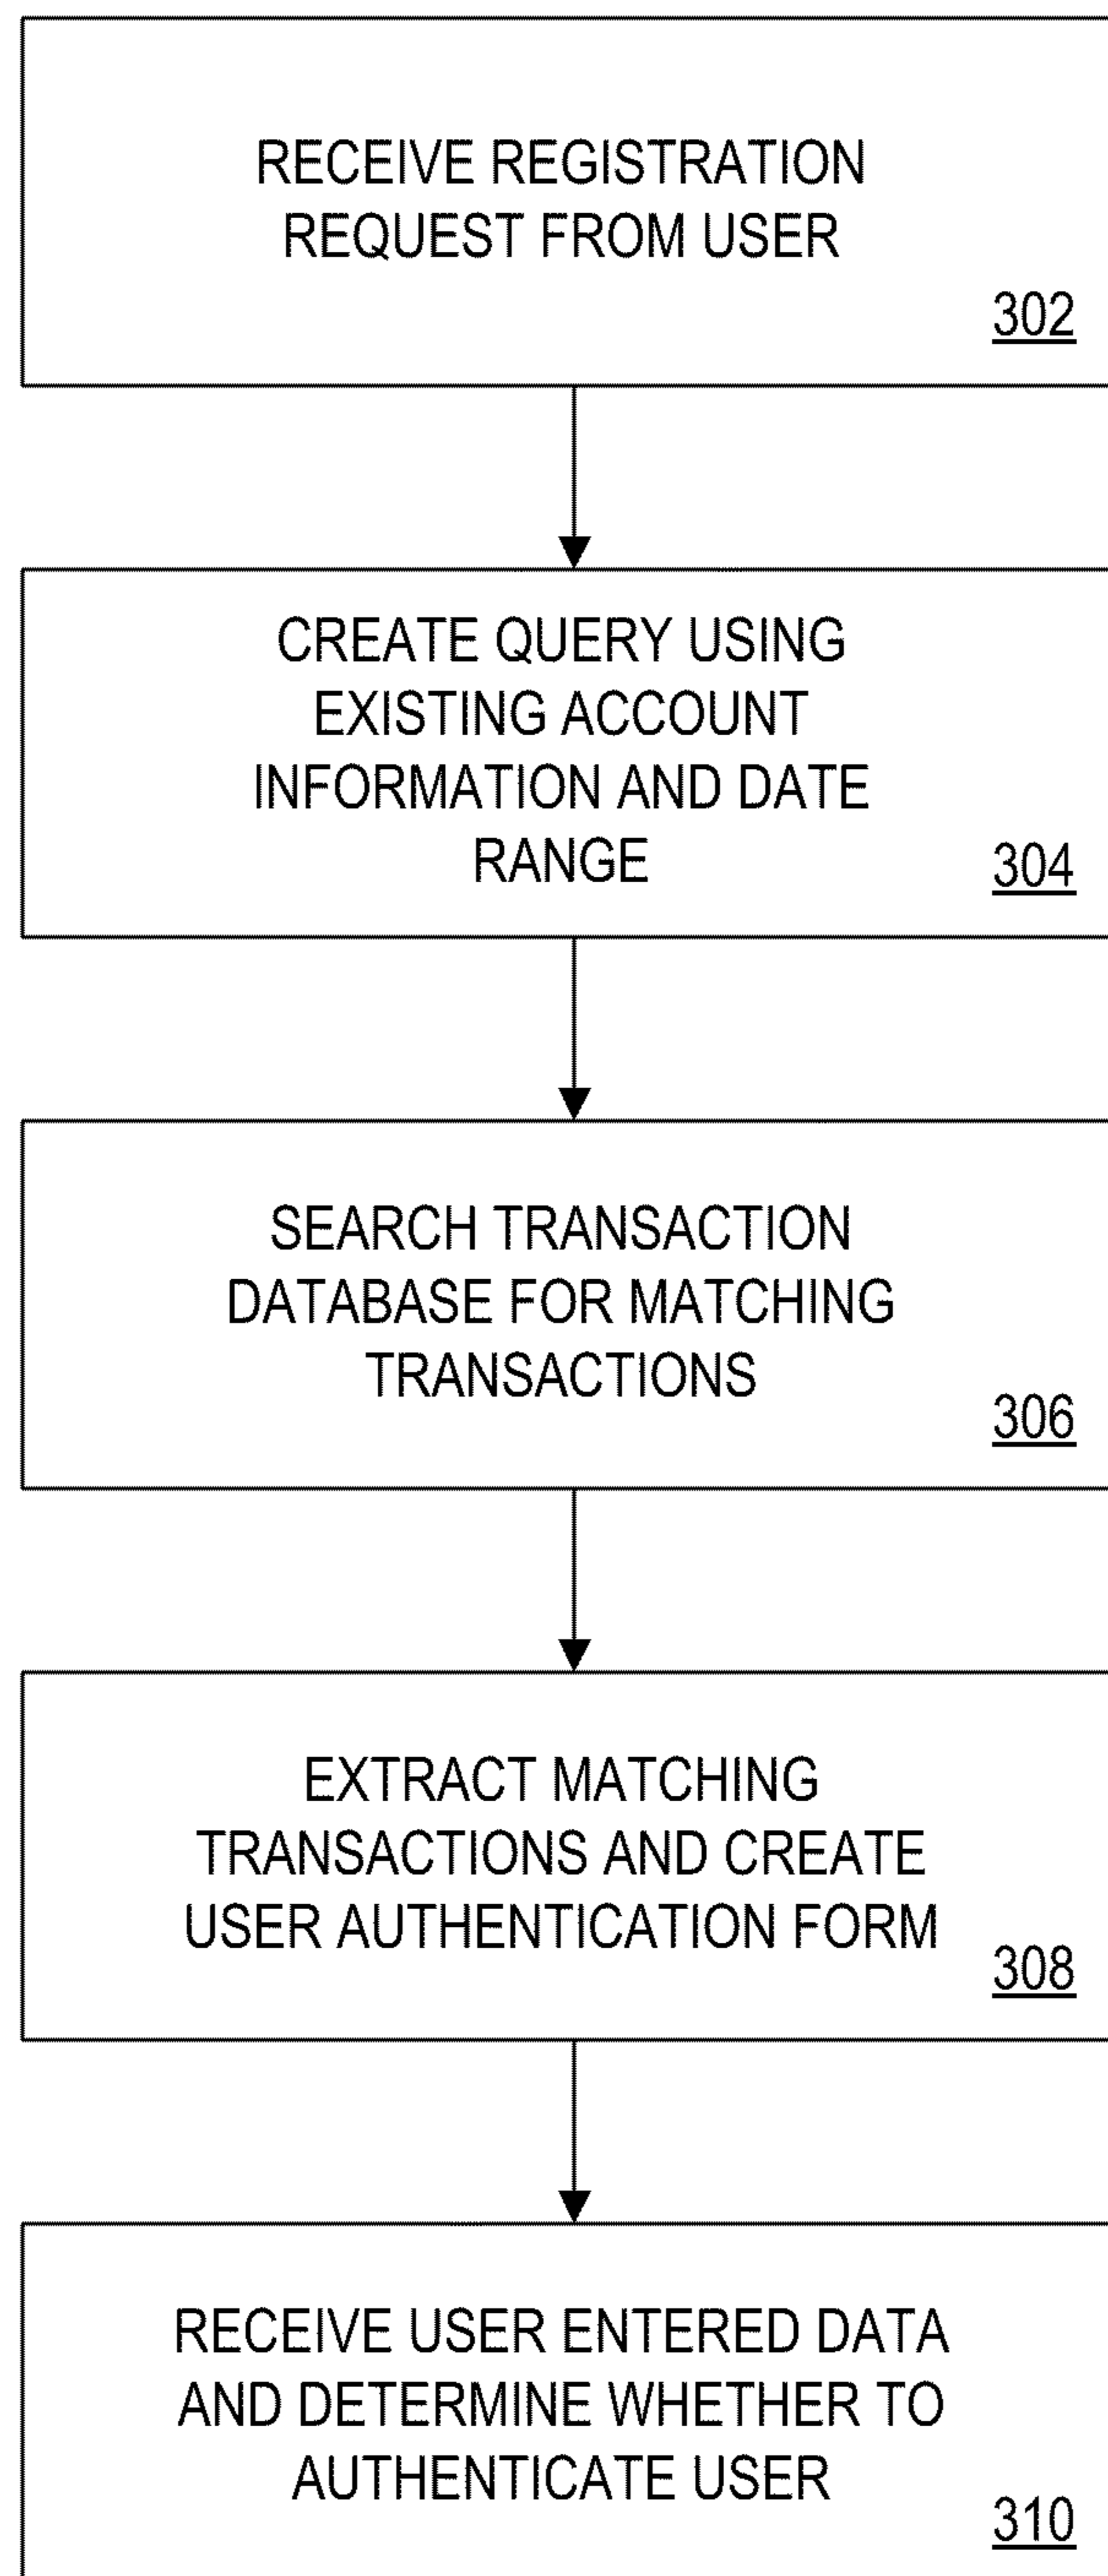 RECEIVE REGISTRATION
REQUEST FROM USER
302
CREATE QUERY USING
EXISTING ACCOUNT
INFORMATION AND DATE
RANGE
304
SEARCH TRANSACTION
DATABASE FOR MATCHING
TRANSACTIONS
306
EXTRACT MATCHING
TRANSACTIONS AND CREATE
USER AUTHENTICATION FORM
308
RECEIVE USER ENTERED DATA
AND DETERMINE WHETHER TO
AUTHENTICATE USER
310